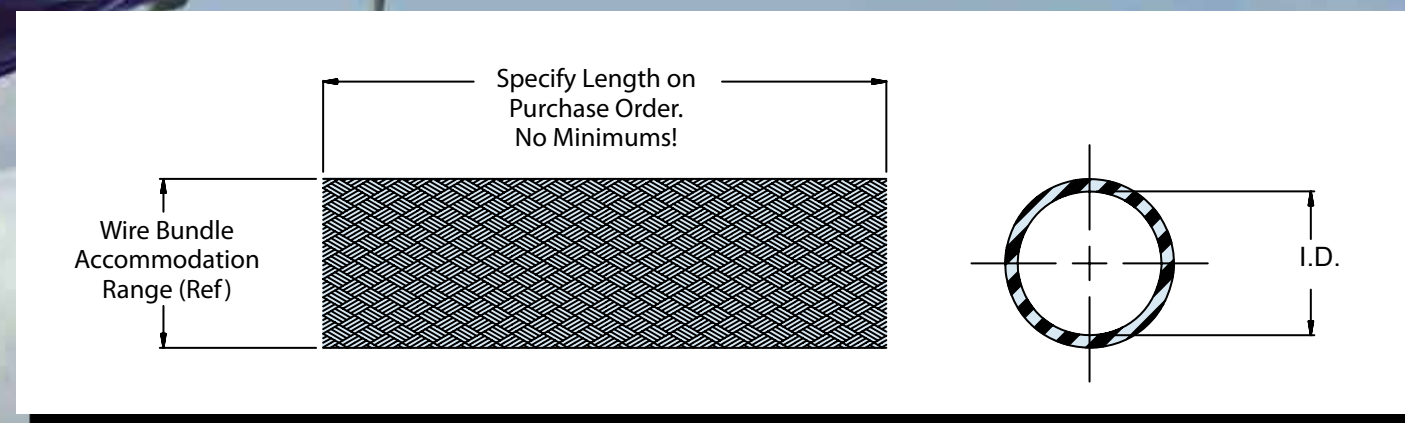 Specify Length on
Purchase Order.
No Minimums!
Wire Bundle
Accommodation
Range (Ref)
I.D.